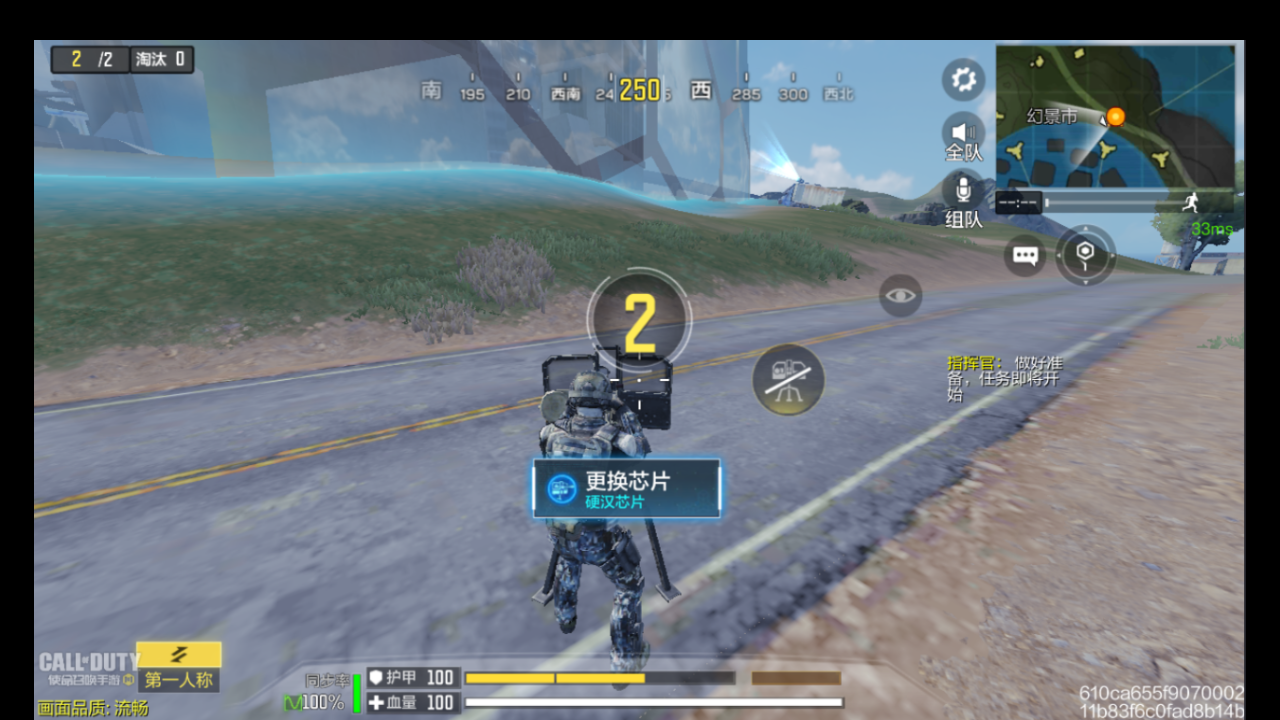 2 /2 淘汰 0
南 195 210 西南 24 250 5 西 285 300 西北
全队
组队
幻景市
--:--
33ms
2
指挥官：做好准
备，任务即将开
始
更换芯片
硬汉芯片
CALL OF DUTY
使命召唤手游
第一人称
画面品质: 流畅
同步率
100%
护甲 100
血量 100
610ca655f9070002
11b83f6c0fad8b14b